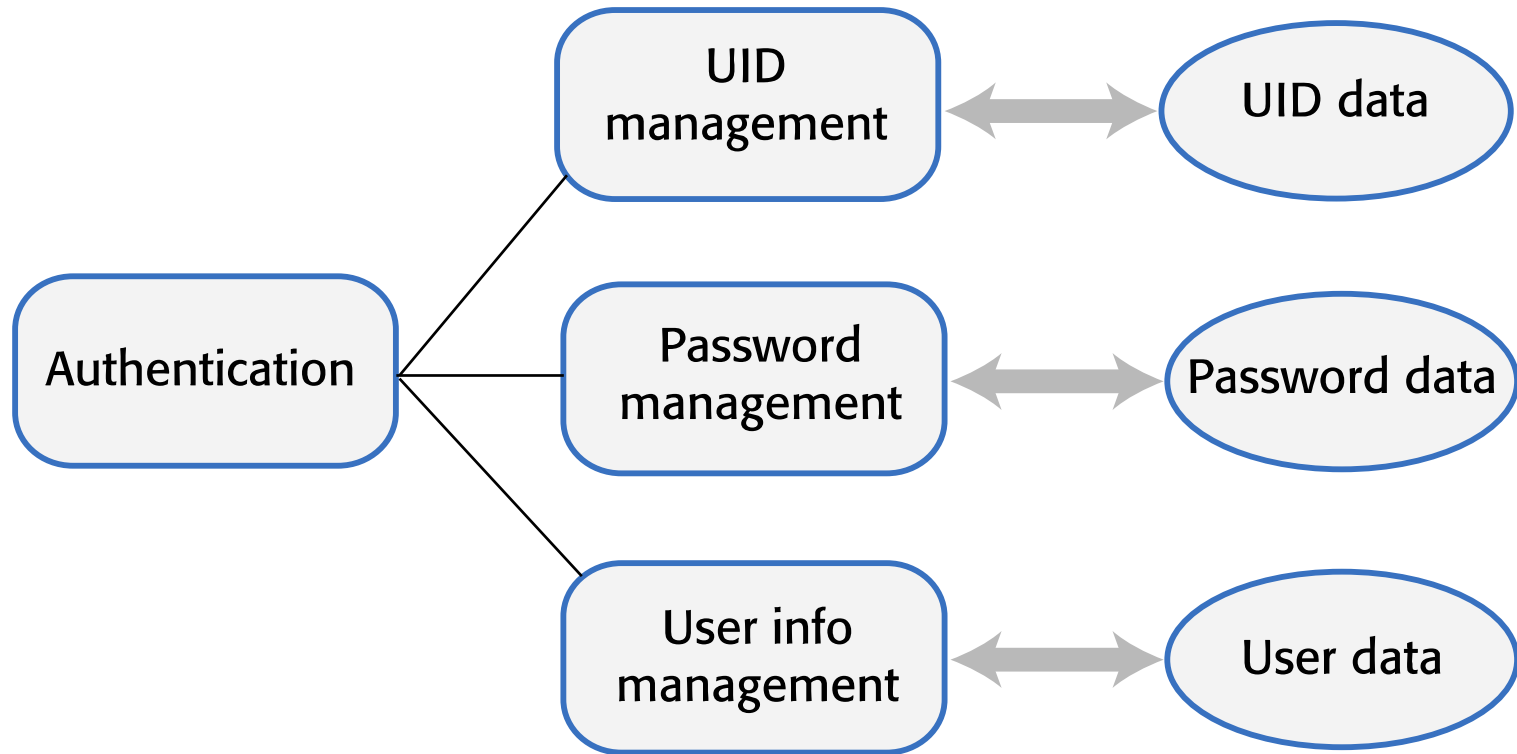 UID
management
UID data
Authentication
Password
management
Password data
User info
management
User data